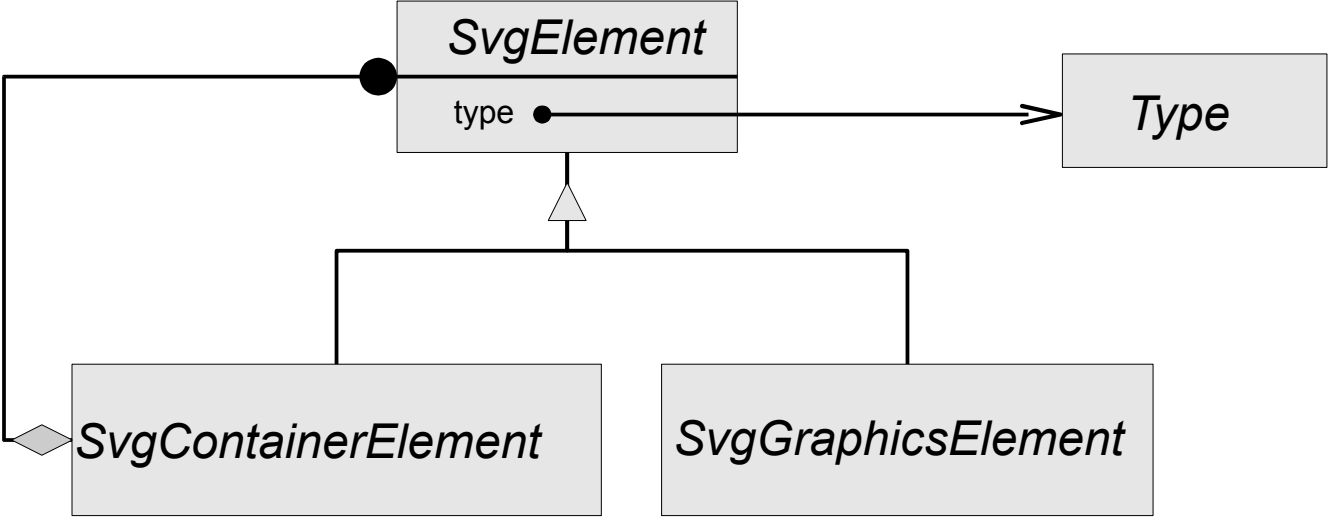 SvgElement
type
Type
SvgContainerElement
SvgGraphicsElement